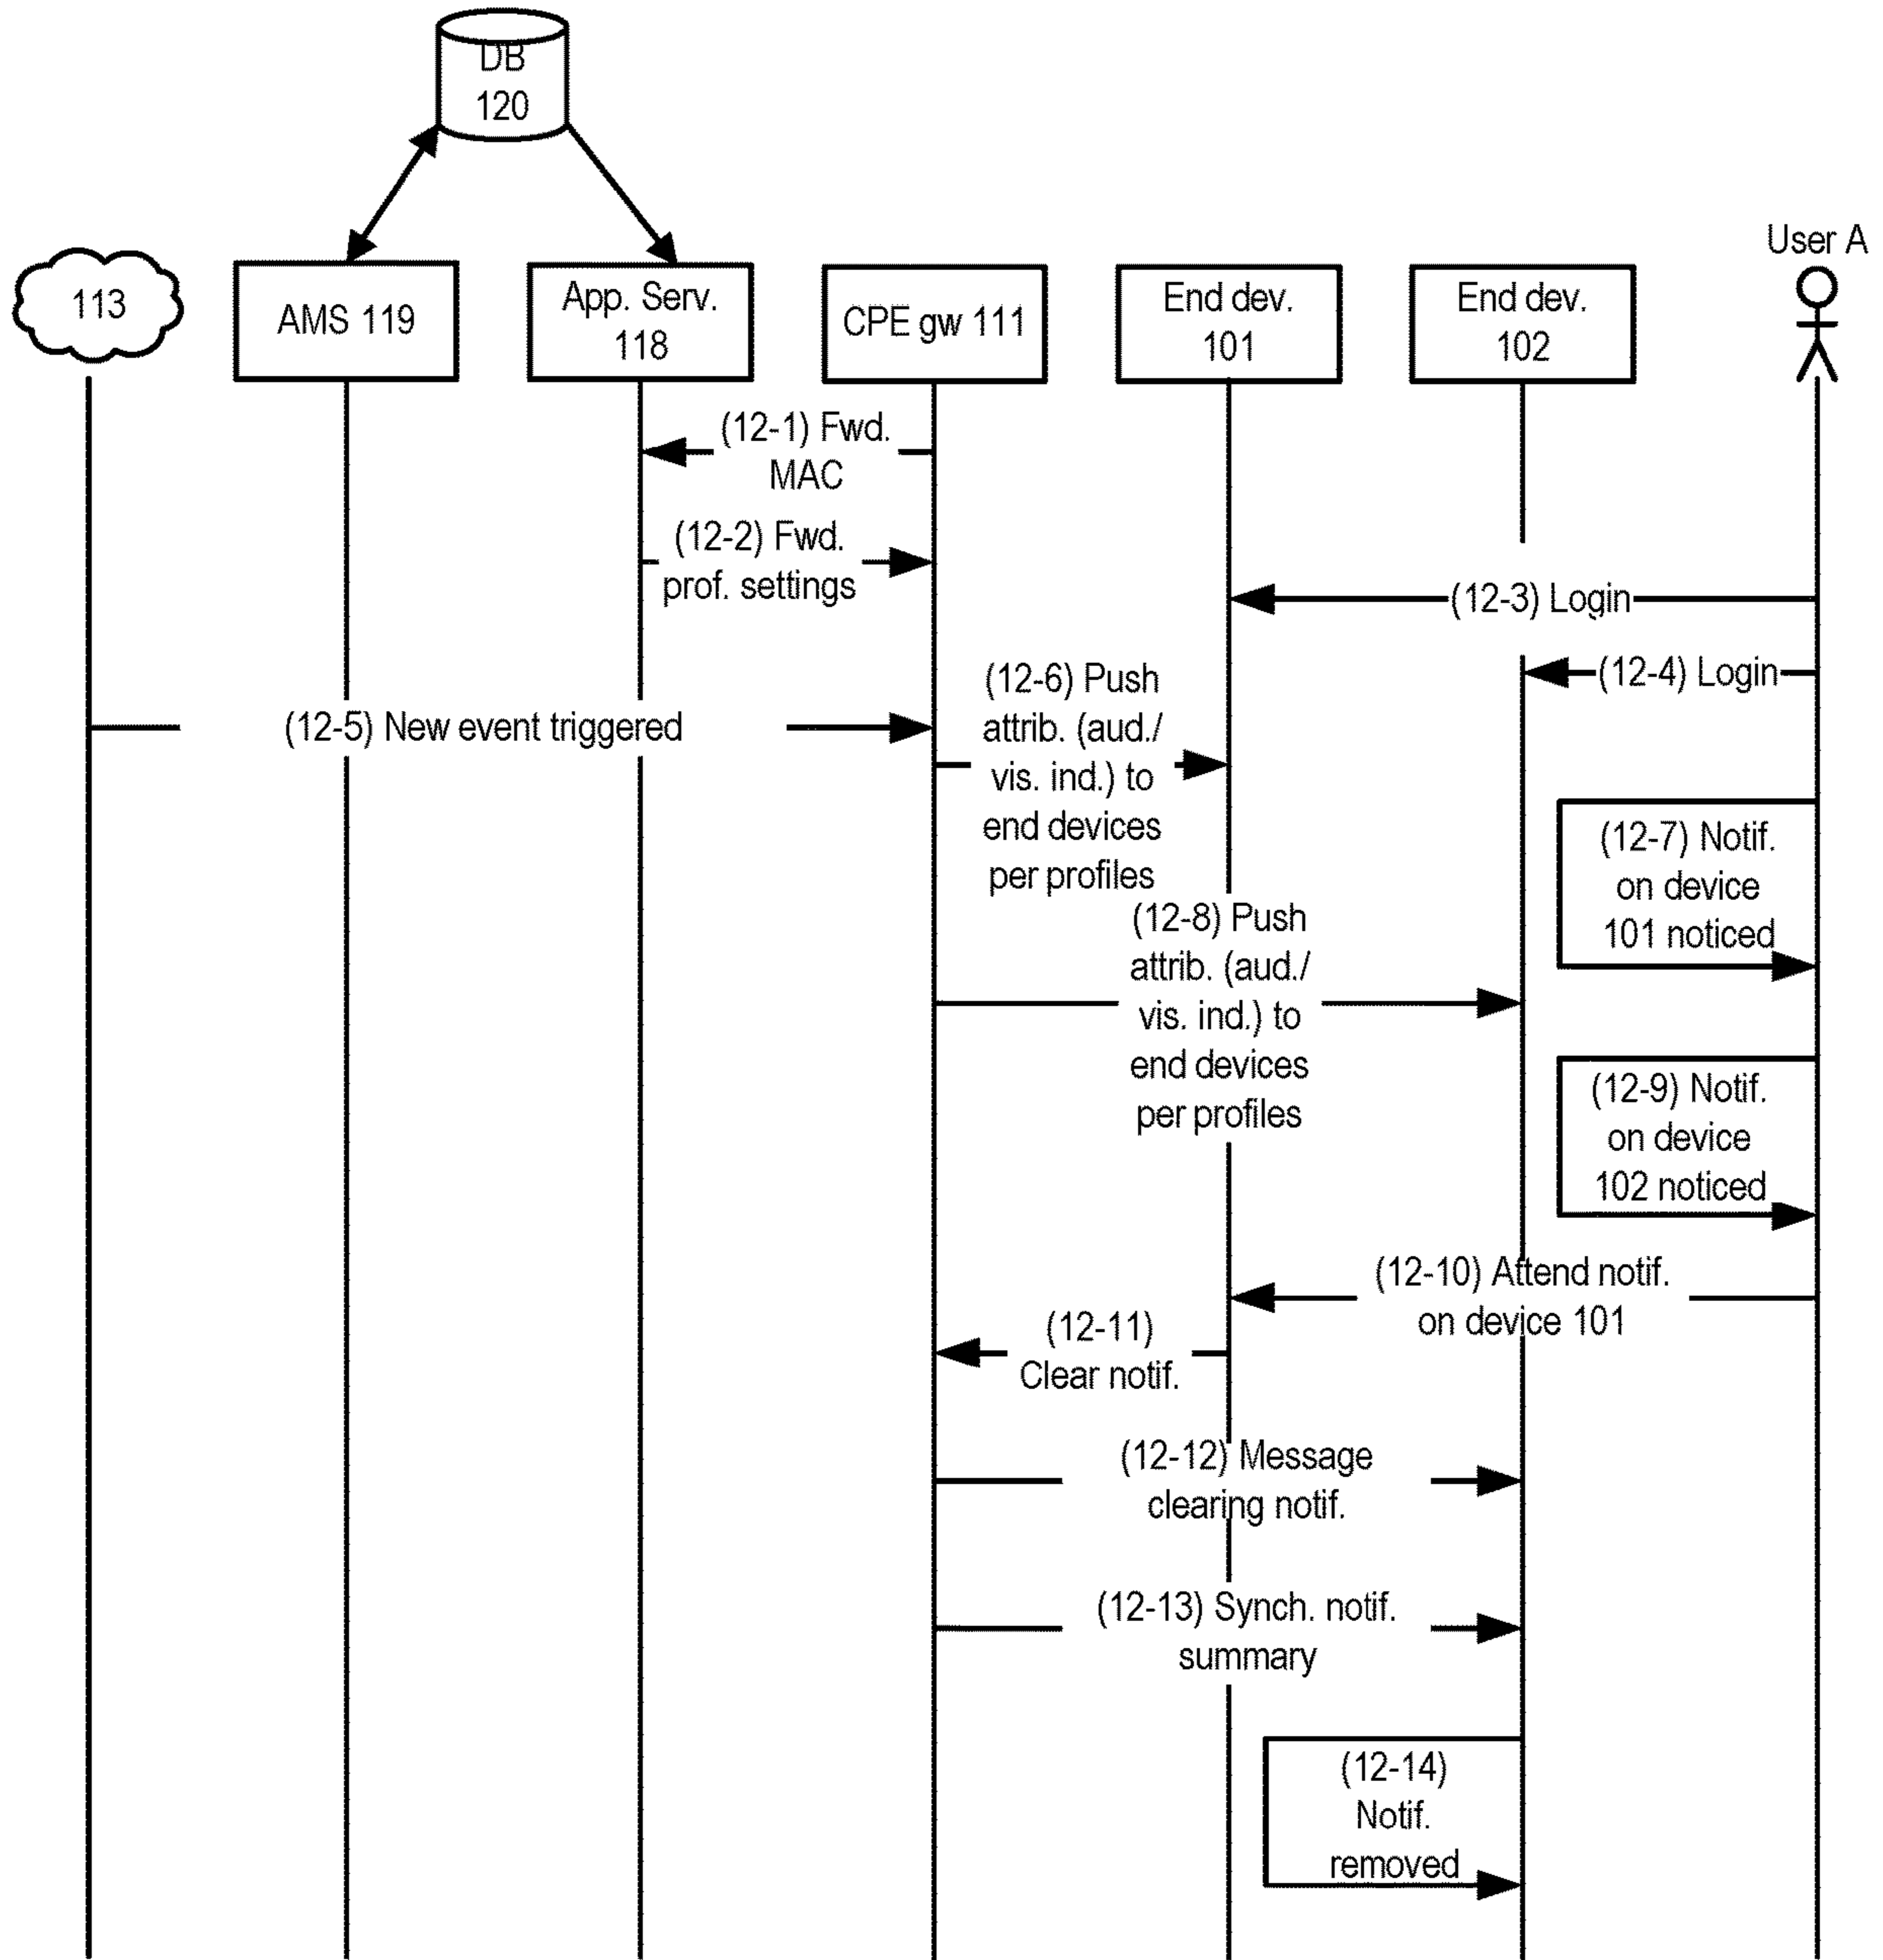 DB
120
User A
113
AMS 119
App. Serv.
118
CPE gw 111
End dev.
101
End dev.
102
(12-1) Fwd.
MAC
(12-2) Fwd.
prof. settings
(12-3) Login
(12-4) Login
(12-5) New event triggered
(12-6) Push
attrib. (aud./
vis. ind.) to
end devices
per profiles
(12-7) Notif.
on device
101 noticed
(12-8) Push
attrib. (aud./
vis. ind.) to
end devices
per profiles
(12-9) Notif.
on device
102 noticed
(12-10) Attend notif.
on device 101
(12-11)
Clear notif.
(12-12) Message
clearing notif.
(12-13) Synch. notif.
summary
(12-14)
Notif.
removed